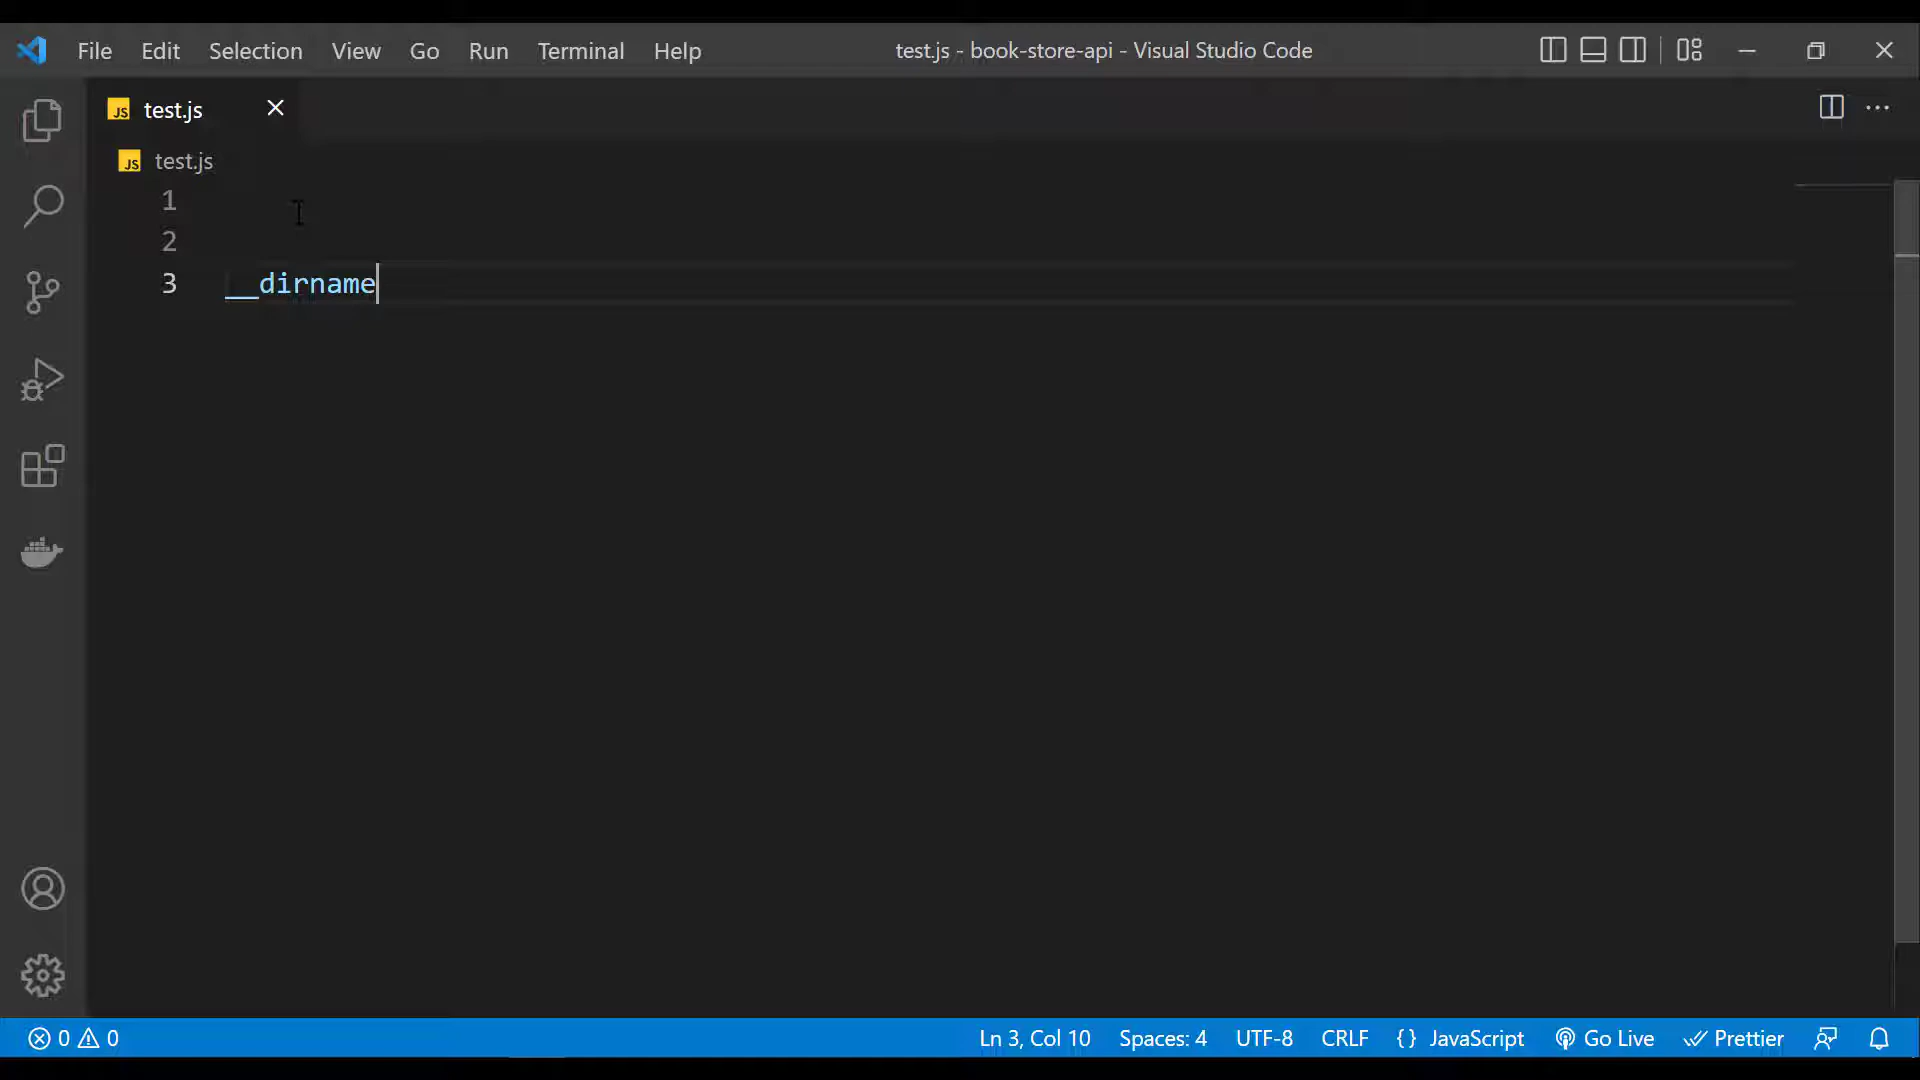 File Edit Selection View Go Run Terminal Help test.js - book-store-api - Visual Studio Code
JS test.js
JS test.js
1
2
3 __dirname
0 0 Ln 3, Col 10 Spaces: 4 UTF-8 CRLF {} JavaScript Go Live Prettier